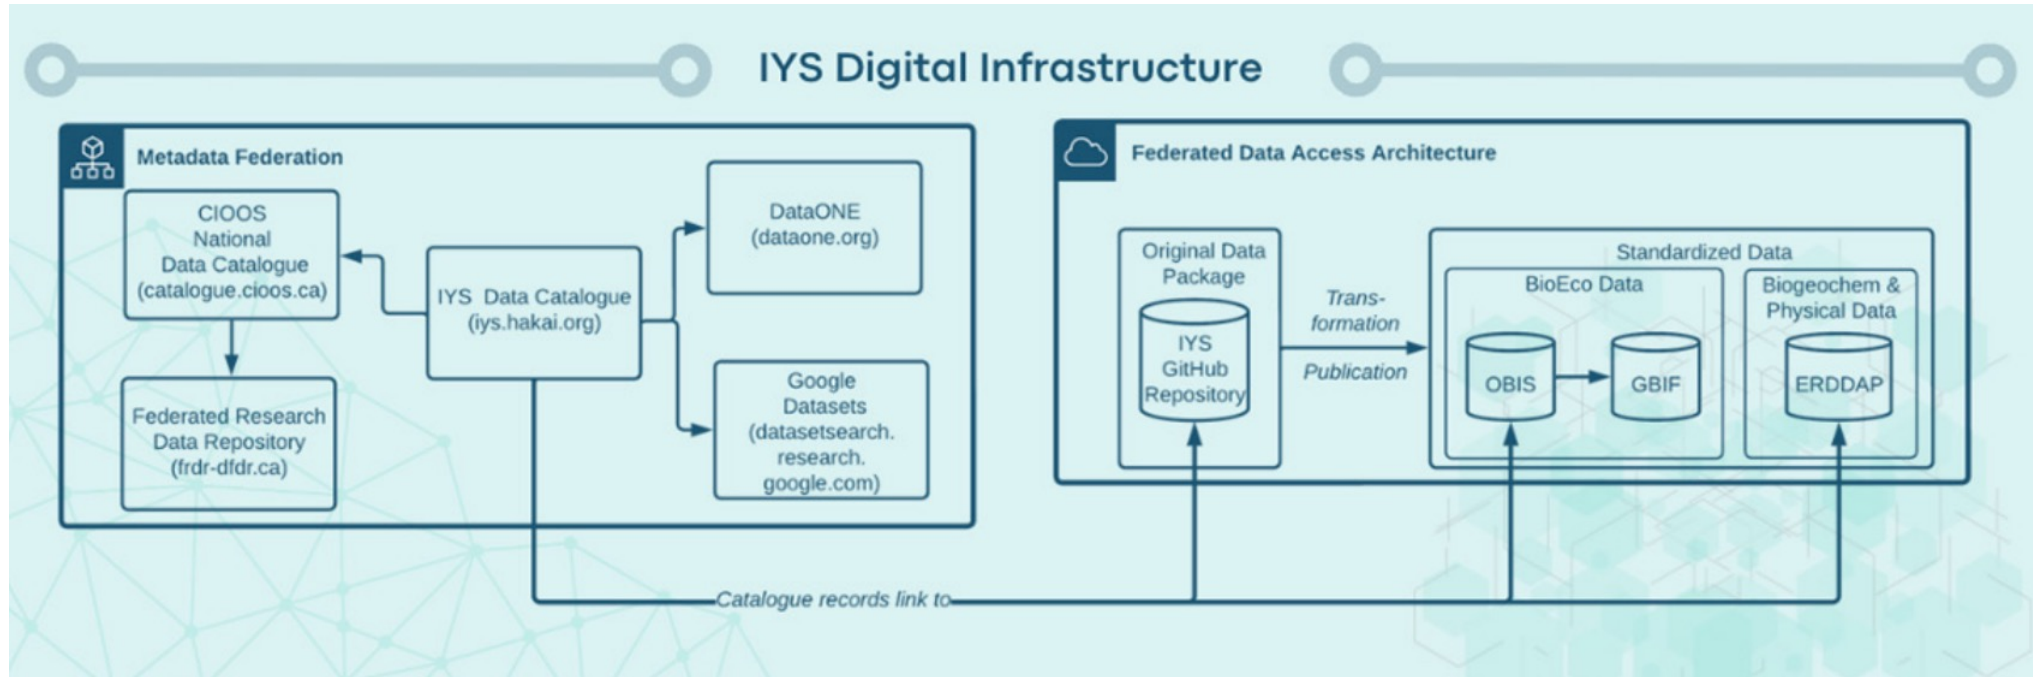 IYS Digital Infrastructure
Metadata Federation
CIOOS
National
Data Catalogue
(catalogue.cioos.ca)
Federated Research
Data Repository
(frdr-dfdr.ca)
IYS Data Catalogue
(iys.hakai.org)
DataONE
(dataone.org)
Google
Datasets
(datasetsearch.
research.
google.com)
Federated Data Access Architecture
Original Data
Package
IYS
GitHub
Repository
Trans-
formation
Publication
Standardized Data
BioEco Data
OBIS
GBIF
Biogeochem &
Physical Data
ERDDAP
Catalogue records link to